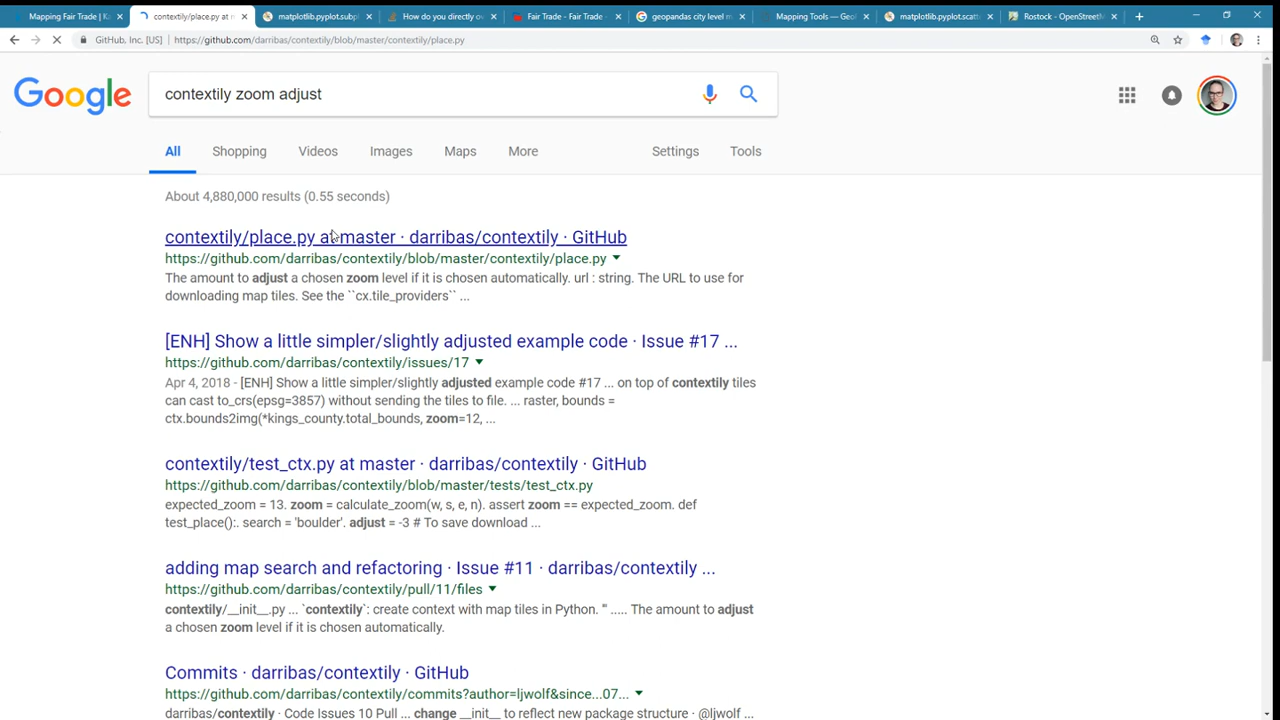 Mapping Fair Trade | K
contextily/place.py at m
matplotlib.pyplot.subp
How do you directly ov
Fair Trade - Fair Trade
geopandas city level m
Mapping Tools — Geo
matplotlib.pyplot.scatt
Rostock - OpenStreetM
GitHub, Inc. [US] | https://github.com/darribas/contextily/blob/master/contextily/place.py
Google
contextily zoom adjust
All
Shopping
Videos
Images
Maps
More
Settings
Tools
About 4,880,000 results (0.55 seconds)
contextily/place.py at master · darribas/contextily · GitHub
https://github.com/darribas/contextily/blob/master/contextily/place.py
The amount to adjust a chosen zoom level if it is chosen automatically. url : string. The URL to use for
downloading map tiles. See the ``cx.tile_providers`` ...
[ENH] Show a little simpler/slightly adjusted example code · Issue #17 ...
https://github.com/darribas/contextily/issues/17
Apr 4, 2018 - [ENH] Show a little simpler/slightly adjusted example code #17 ... on top of contextily tiles
can cast to_crs(epsg=3857) without sending the tiles to file. ... raster, bounds =
ctx.bounds2img(*kings_county.total_bounds, zoom=12, ...
contextily/test_ctx.py at master · darribas/contextily · GitHub
https://github.com/darribas/contextily/blob/master/tests/test_ctx.py
expected_zoom = 13. zoom = calculate_zoom(w, s, e, n). assert zoom == expected_zoom. def
test_place():. search = 'boulder'. adjust = -3 # To save download ...
adding map search and refactoring · Issue #11 · darribas/contextily ...
https://github.com/darribas/contextily/pull/11/files
contextily/__init__.py ... `contextily`: create context with map tiles in Python. '" ..... The amount to adjust
a chosen zoom level if it is chosen automatically.
Commits · darribas/contextily · GitHub
https://github.com/darribas/contextily/commits?author=ljwolf&since...07...
darribas/contextily · Code Issues 10 Pull ... change __init__ to reflect new package structure · @ljwolf ...